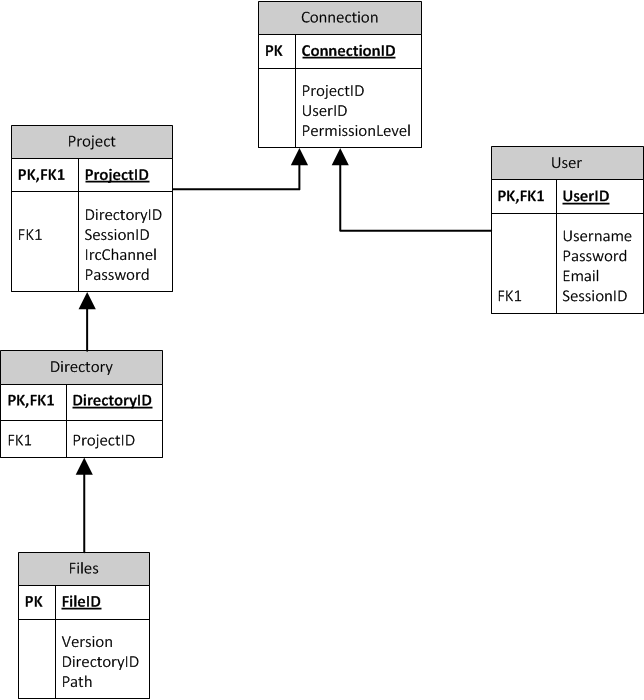 Connection
PK ConnectionID
ProjectID
UserID
PermissionLevel
Project
PK,FK1 ProjectID
DirectoryID
FK1 SessionID
IrcChannel
Password
User
PK,FK1 UserID
Username
Password
Email
FK1 SessionID
Directory
PK,FK1 DirectoryID
FK1 ProjectID
Files
PK FileID
Version
DirectoryID
Path